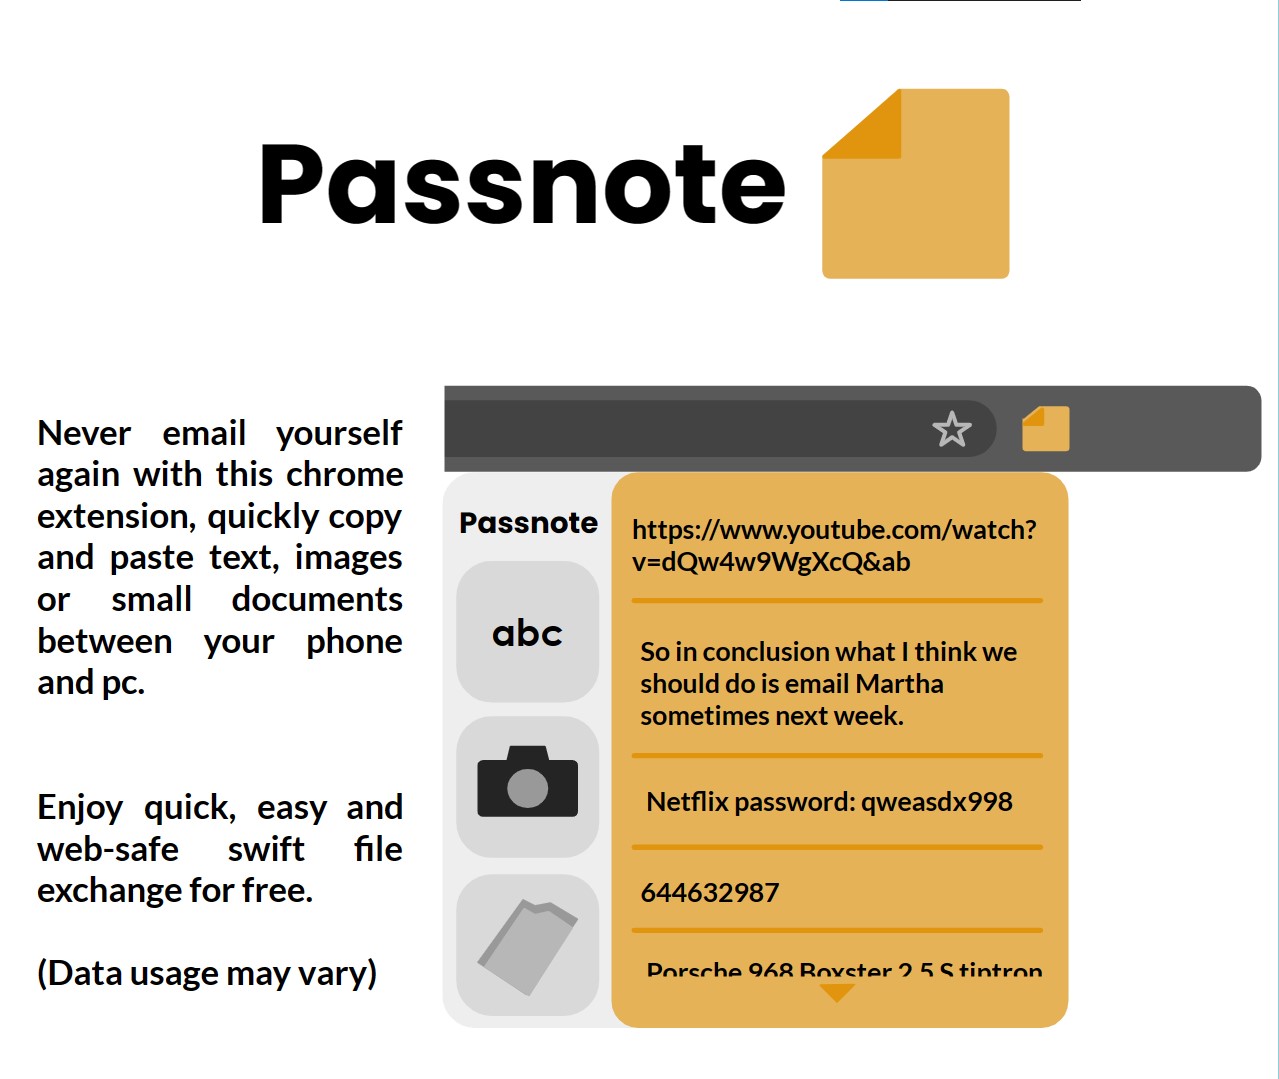 Passnote
Never email yourself
again with this chrome
extension, quickly copy
and paste text, images
or small documents
between your phone
and pc.
Enjoy quick, easy and
web-safe swift file
exchange for free.
(Data usage may vary)
Passnote
abc
https://www.youtube.com/watch?
v=dQw4w9WgXcQ&ab
So in conclusion what I think we
should do is email Martha
sometimes next week.
Netflix password: qweasdx998
644632987
Porsche 968 Boxster 2.5 S tiptron